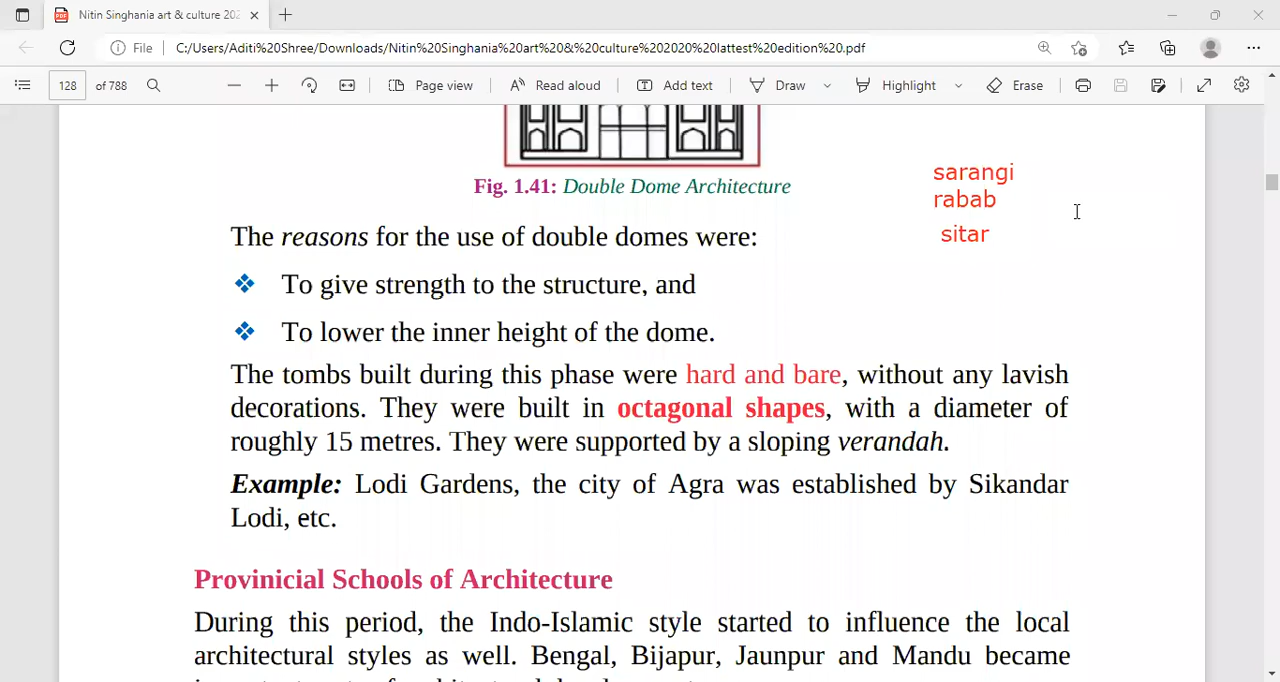 Nitin Singhania art & culture 202
File
C:/Users/Aditi%20Shree/Downloads/Nitin%20Singhania%20art%20&%20culture%202020%20lattest%20edition%20.pdf
128 of 788
Page view
Read aloud
Add text
Draw
Highlight
Erase
Fig. 1.41: Double Dome Architecture
sarangi
rabab
sitar
The reasons for the use of double domes were:
To give strength to the structure, and
To lower the inner height of the dome.
The tombs built during this phase were hard and bare, without any lavish
decorations. They were built in octagonal shapes, with a diameter of
roughly 15 metres. They were supported by a sloping verandah.
Example: Lodi Gardens, the city of Agra was established by Sikandar
Lodi, etc.
Provinicial Schools of Architecture
During this period, the Indo-Islamic style started to influence the local
architectural styles as well. Bengal, Bijapur, Jaunpur and Mandu became